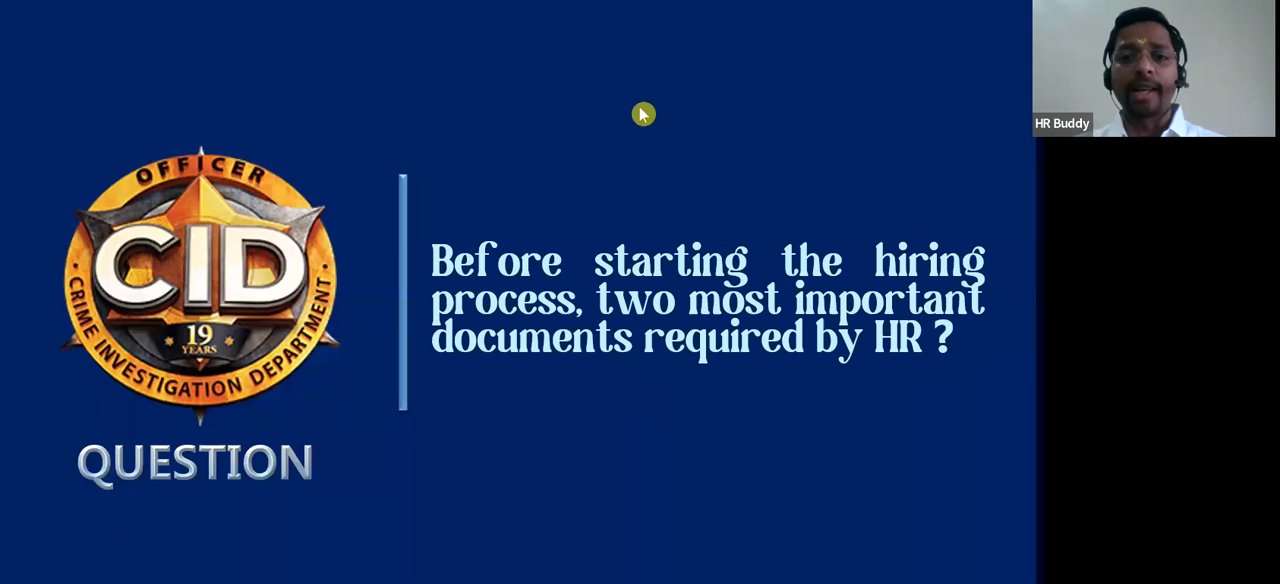 OFFICER
CID
19
YEARS
CRIME INVESTIGATION DEPARTMENT
QUESTION
Before starting the hiring
process, two most important
documents required by HR ?
HR Buddy